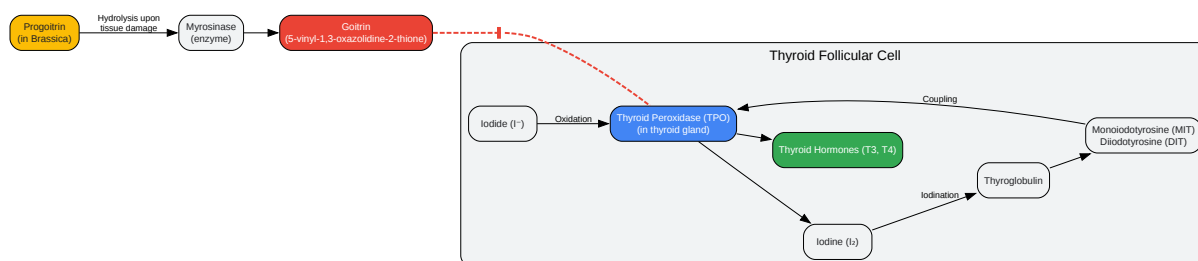 Progoitrin
(in Brassica)
Hydrolysis upon
tissue damage
Myrosinase
(enzyme)
Goitrin
(5-vinyl-1,3-oxazolidine-2-thione)
Thyroid Follicular Cell
Iodide (I⁻)
Oxidation
Thyroid Peroxidase (TPO)
(in thyroid gland)
Coupling
Monoiodotyrosine (MIT)
Diiodotyrosine (DIT)
Thyroid Hormones (T3, T4)
Thyroglobulin
Iodination
Iodine (I₂)